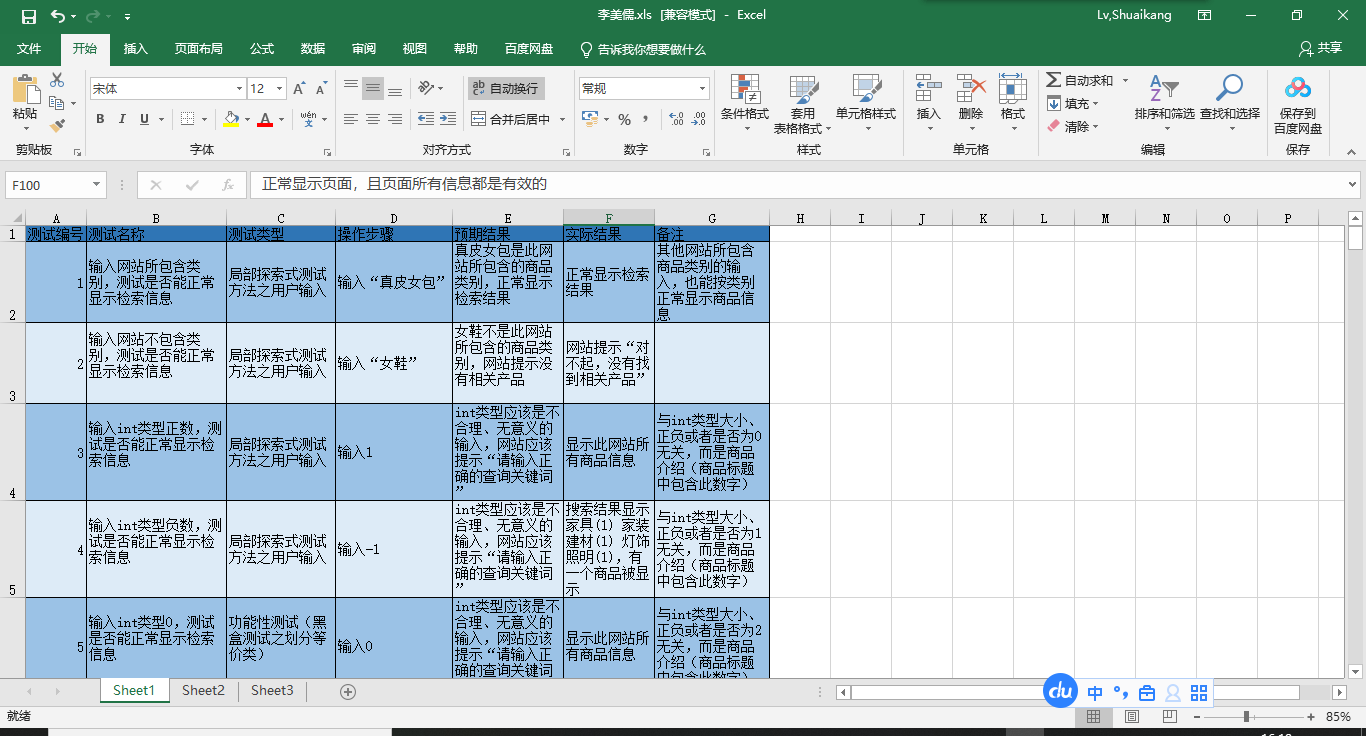 李美儒.xls [兼容模式] - Excel
Lv,Shuaikang
文件 开始 插入 页面布局 公式 数据 审阅 视图 帮助 百度网盘 告诉我你想要做什么 共享
宋体 12 自动换行 常规 自动求和
粘贴 条件格式 套用 单元格样式 插入 删除 格式 填充 排序和筛选 查找和选择 保存到
B I U 合并后居中 % 表格格式 清除 百度网盘
剪贴板 字体 对齐方式 数字 样式 单元格 编辑 保存
F100 fx 正常显示页面，且页面所有信息都是有效的
A B C D E F G H I J K L M N O P
1 测试编号 测试名称 测试类型 操作步骤 预期结果 实际结果 备注
2
1
输入网站所包含类
别，测试是否能正常
显示检索信息
局部探索式测试
方法之用户输入
输入“真皮女包”
真皮女包是此网
站所包含的商品
类别，正常显示
检索结果
正常显示检索
结果
其他网站所包含
商品类别的输
入，也能按类别
正常显示商品信
息
3
2
输入网站不包含类
别，测试是否能正常
显示检索信息
局部探索式测试
方法之用户输入
输入“女鞋”
女鞋不是此网站
所包含的商品类
别，网站提示没
有相关产品
网站提示“对
不起，没有找
到相关产品”
4
3
输入int类型正数，测
试是否能正常显示检
索信息
局部探索式测试
方法之用户输入
输入1
int类型应该是不
合理、无意义的
输入，网站应该
提示“请输入正
确的查询关键词
”
显示此网站所
有商品信息
与int类型大小、
正负或者是否为0
无关，而是商品
介绍（商品标题
中包含此数字）
5
4
输入int类型负数，测
试是否能正常显示检
索信息
局部探索式测试
方法之用户输入
输入-1
int类型应该是不
合理、无意义的
输入，网站应该
提示“请输入正
确的查询关键词
”
搜索结果显示
家具(1) 家装
建材(1) 灯饰
照明(1)，有
一个商品被显
示
与int类型大小、
正负或者是否为1
无关，而是商品
介绍（商品标题
中包含此数字）
5
输入int类型0，测试
是否能正常显示检索
信息
功能性测试（黑
盒测试之划分等
价类）
输入0
int类型应该是不
合理、无意义的
输入，网站应该
提示“请输入正
确的查询关键词
显示此网站所
有商品信息
与int类型大小、
正负或者是否为2
无关，而是商品
介绍（商品标题
中包含此数字）
Sheet1 Sheet2 Sheet3
du 中
就绪
85%